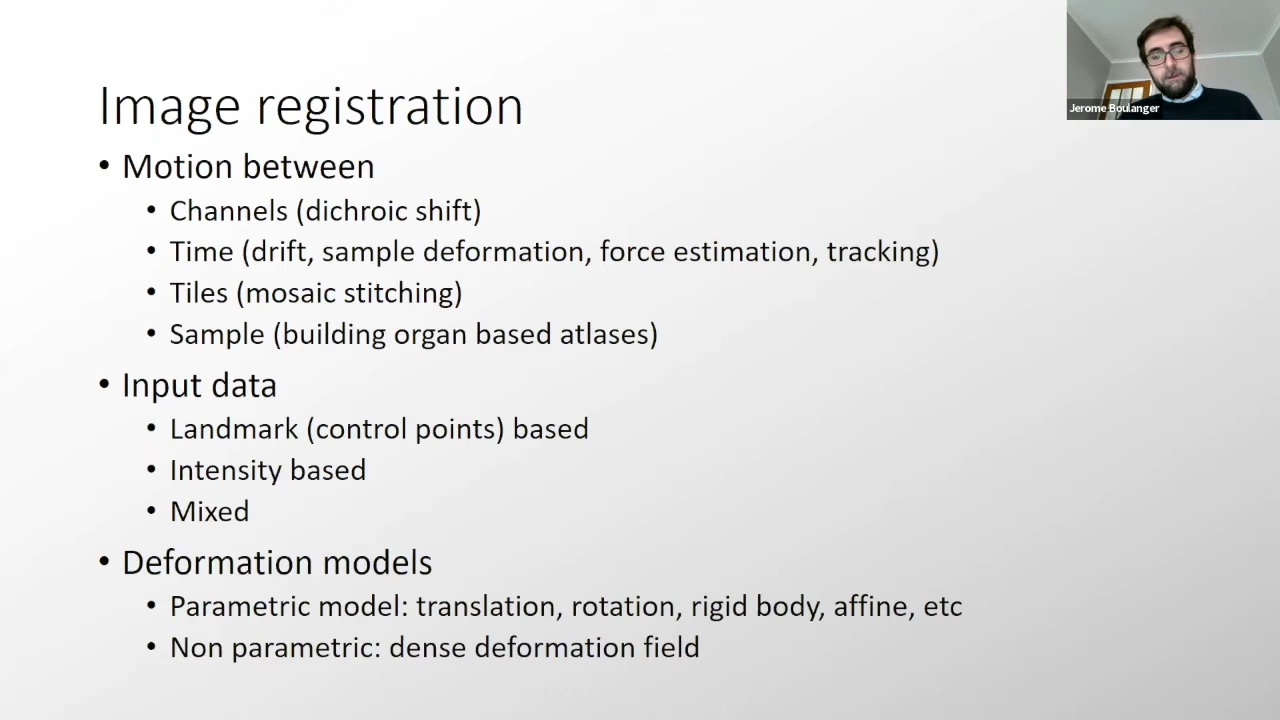 Image registration
• Motion between
• Channels (dichroic shift)
• Time (drift, sample deformation, force estimation, tracking)
• Tiles (mosaic stitching)
• Sample (building organ based atlases)
• Input data
• Landmark (control points) based
• Intensity based
• Mixed
• Deformation models
• Parametric model: translation, rotation, rigid body, affine, etc
• Non parametric: dense deformation field
Jerome Boulanger